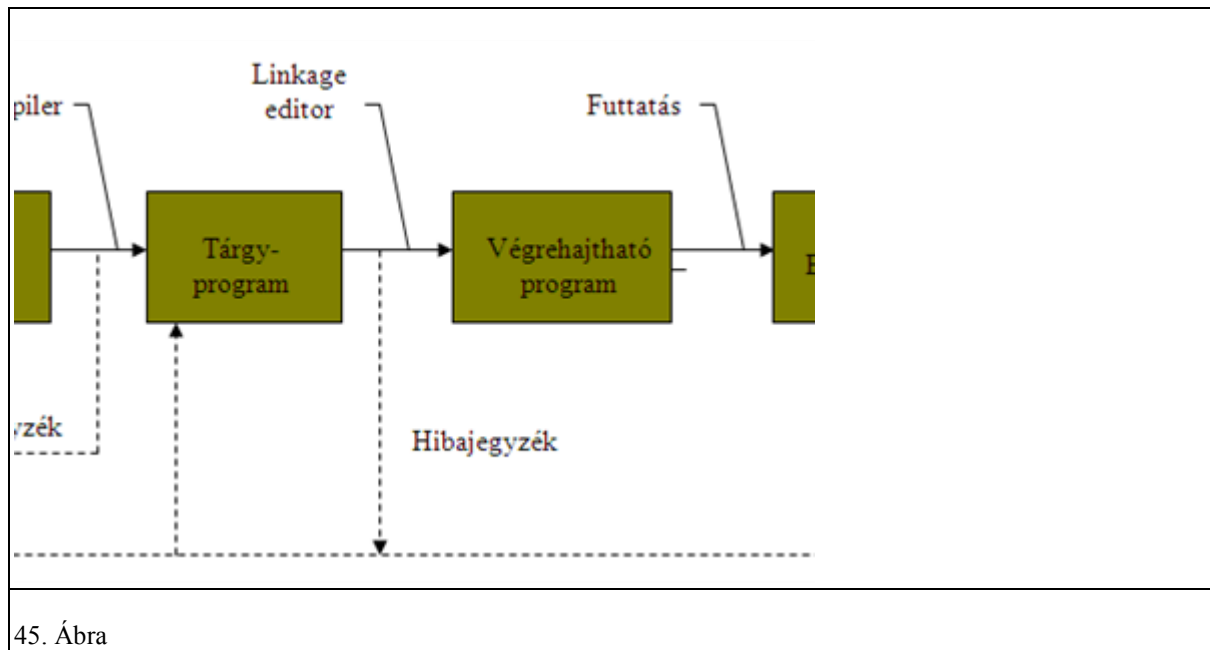 Linkage
editor
piler
Futtatás
Tárgy-
program
Végrehajtható
program
yzék
Hibajegyzék
45. Ábra